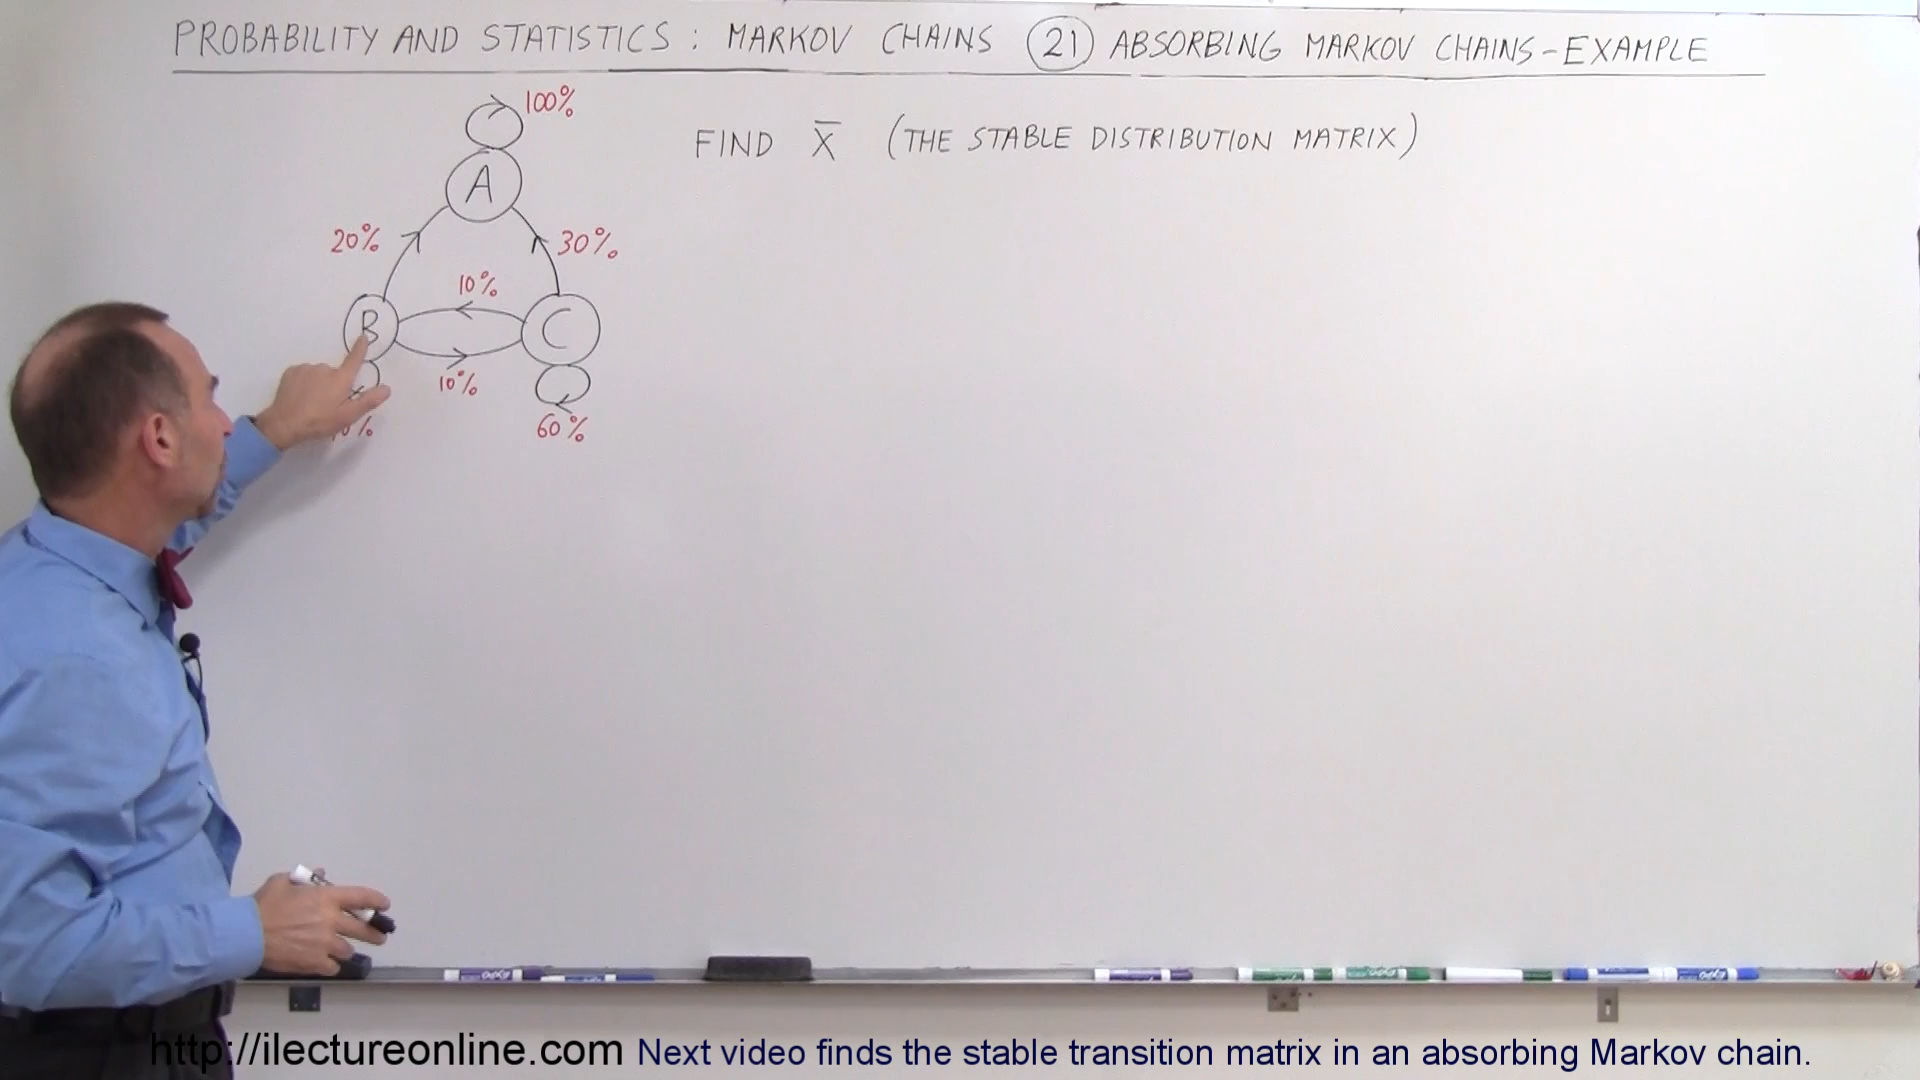 PROBABILITY AND STATISTICS : MARKOV CHAINS 21 ABSORBING MARKOV CHAINS - EXAMPLE
100%
FIND X̅ (THE STABLE DISTRIBUTION MATRIX)
A
20%
30%
10%
B
C
10%
60%
http://ilectureonline.com Next video finds the stable transition matrix in an absorbing Markov chain.